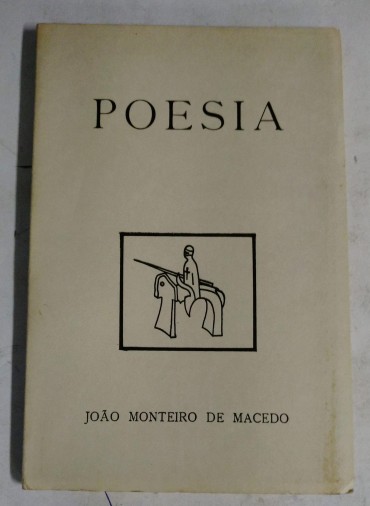 POESIA
JOÃO MONTEIRO DE MACEDO